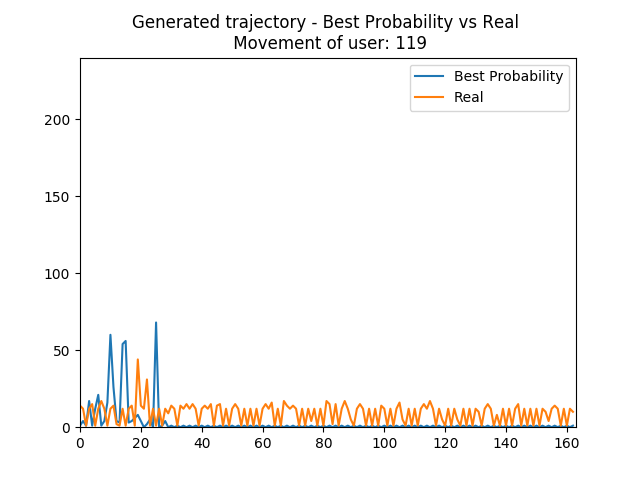 Generated trajectory - Best Probability vs Real
Movement of user: 119
Best Probability
Real
200
150
100
50
0
0 20 40 60 80 100 120 140 160